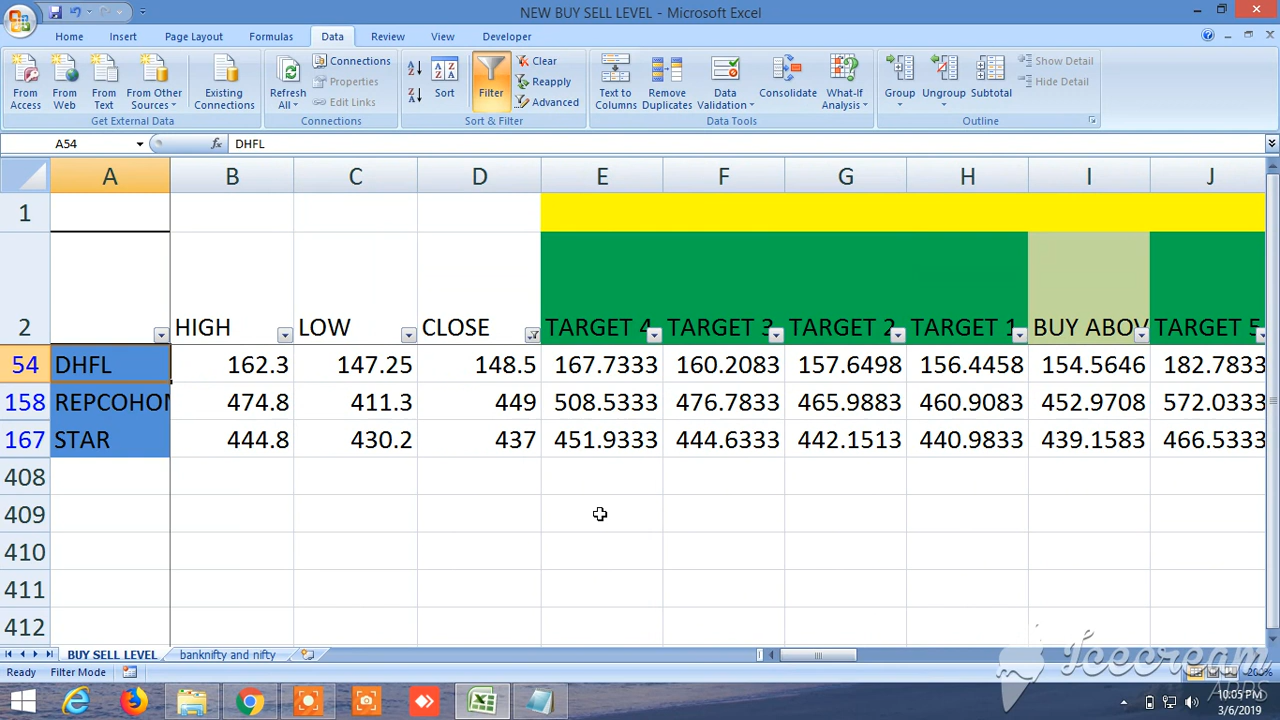 NEW BUY SELL LEVEL - Microsoft Excel
Home Insert Page Layout Formulas Data Review View Developer
From Access
From Web
From Text
From Other Sources
Existing Connections
Get External Data
Refresh All
Connections
Properties
Edit Links
Connections
Sort
Filter
Clear
Reapply
Advanced
Sort & Filter
Text to Columns
Remove Duplicates
Data Validation
Consolidate
What-If Analysis
Data Tools
Group
Ungroup
Subtotal
Show Detail
Hide Detail
Outline
A54 fx DHFL
A B C D E F G H I J
1
2 HIGH LOW CLOSE TARGET 4 TARGET 3 TARGET 2 TARGET 1 BUY ABOV TARGET 5
54 DHFL 162.3 147.25 148.5 167.7333 160.2083 157.6498 156.4458 154.5646 182.7833
158 REPCOHON 474.8 411.3 449 508.5333 476.7833 465.9883 460.9083 452.9708 572.0333
167 STAR 444.8 430.2 437 451.9333 444.6333 442.1513 440.9833 439.1583 466.5333
408
409
410
411
412
BUY SELL LEVEL banknifty and nifty
Ready Filter Mode 200%
Icecream
APPS
10:05 PM
3/6/2019